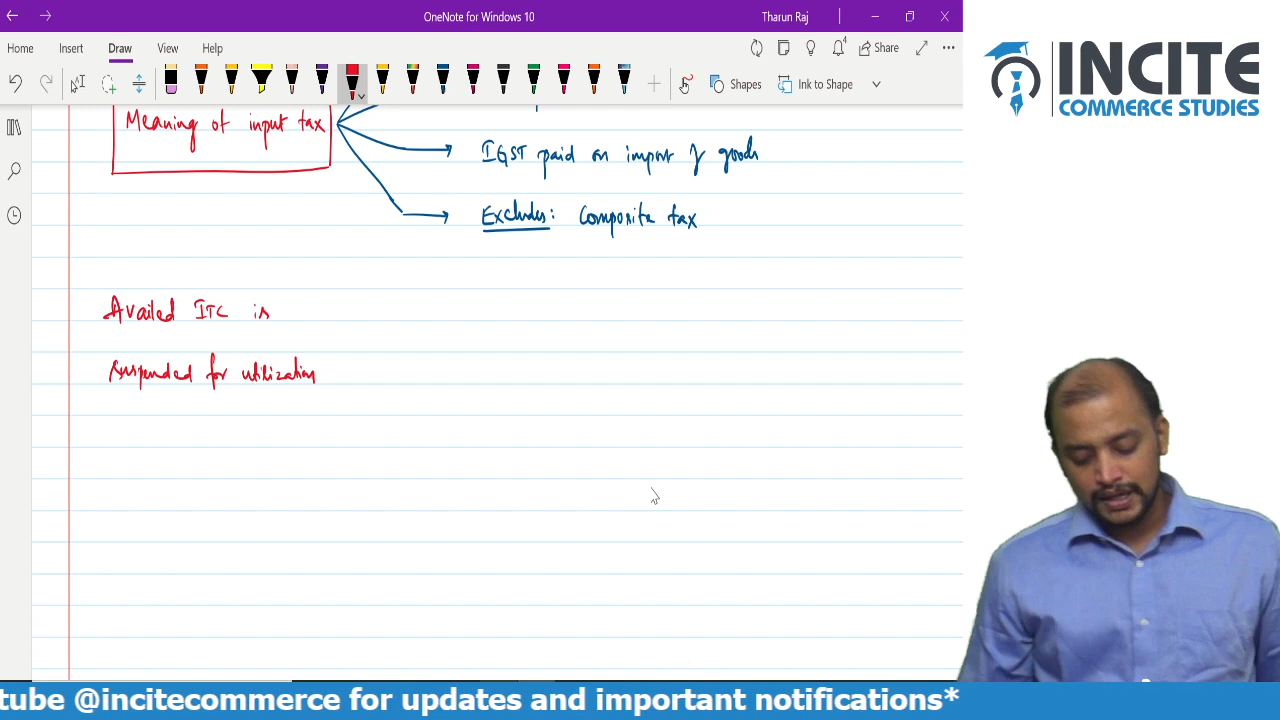 OneNote for Windows 10
Tharun Raj
Home Insert Draw View Help
4
Share
Shapes
Ink to Shape
INCITE
COMMERCE STUDIES
Meaning of input tax
IGST paid on import of goods
Excludes: Composite tax
Availed ITC is
suspended for utilization
tube @incitecommerce for updates and important notifications*